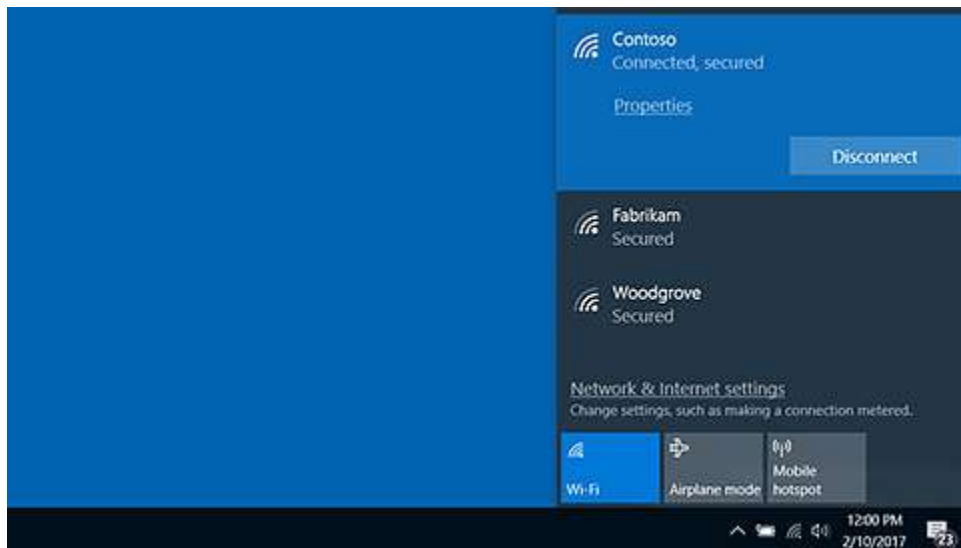 Contoso
Connected, secured
Properties
Disconnect
Fabrikam
Secured
Woodgrove
Secured
Network & Internet settings
Change settings, such as making a connection metered.
Wi-Fi
Airplane mode
Mobile
hotspot
12:00 PM
2/10/2017
23